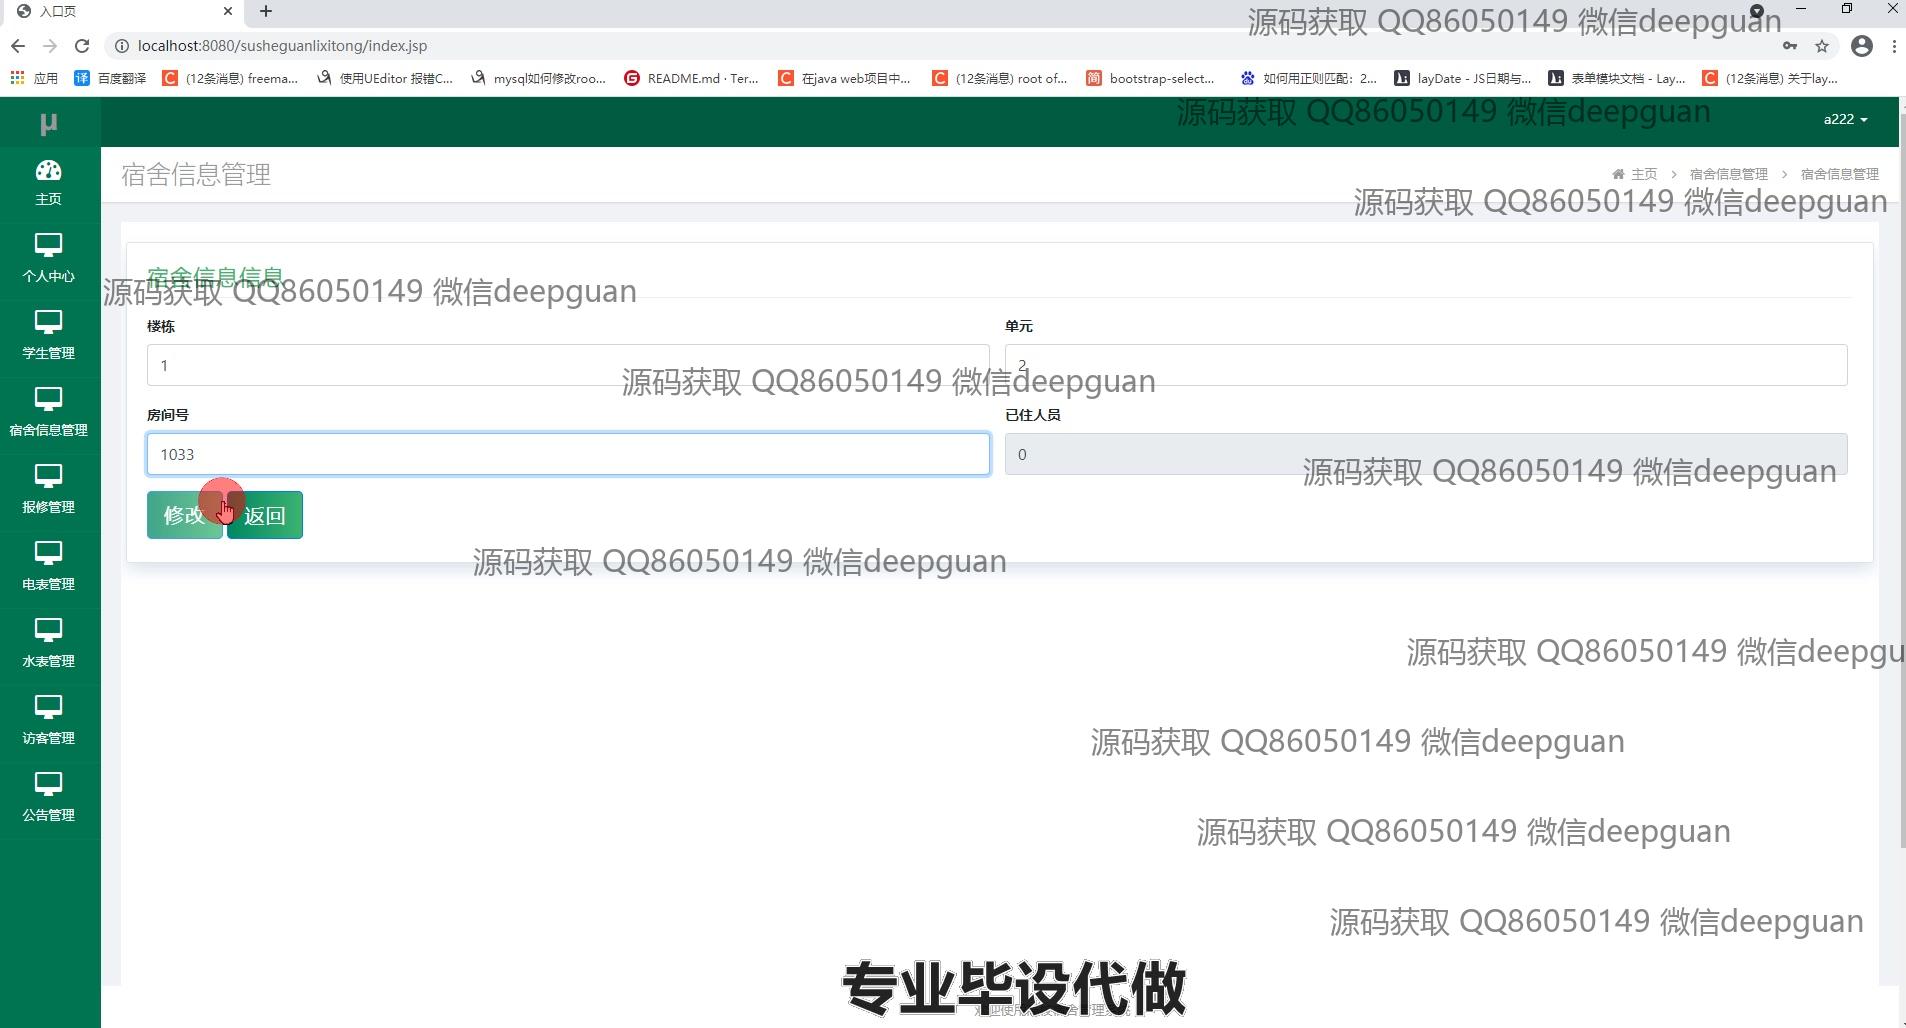 入口页
localhost:8080/susheguanlixitong/index.jsp
应用 百度翻译 (12条消息) freema... 使用UEditor 报错C... mysql如何修改roo... README.md · Ter... 在java web项目中... (12条消息) root of... bootstrap-select... 如何用正则匹配：2... layDate - JS日期与... 表单模块文档 - Lay... (12条消息) 关于lay...
源码获取 QQ86050149 微信deepguan
μ
源码获取 QQ86050149 微信deepguan
a222
宿舍信息管理
主页 > 宿舍信息管理 > 宿舍信息管理
源码获取 QQ86050149 微信deepguan
主页
个人中心
学生管理
宿舍信息管理
报修管理
电表管理
水表管理
访客管理
公告管理
宿舍信息信息
源码获取 QQ86050149 微信deepguan
楼栋 单元
1 2
源码获取 QQ86050149 微信deepguan
房间号 已住人员
1033 0
源码获取 QQ86050149 微信deepguan
修改 返回
源码获取 QQ86050149 微信deepguan
源码获取 QQ86050149 微信deepgu
源码获取 QQ86050149 微信deepguan
源码获取 QQ86050149 微信deepguan
源码获取 QQ86050149 微信deepguan
专业毕设代做